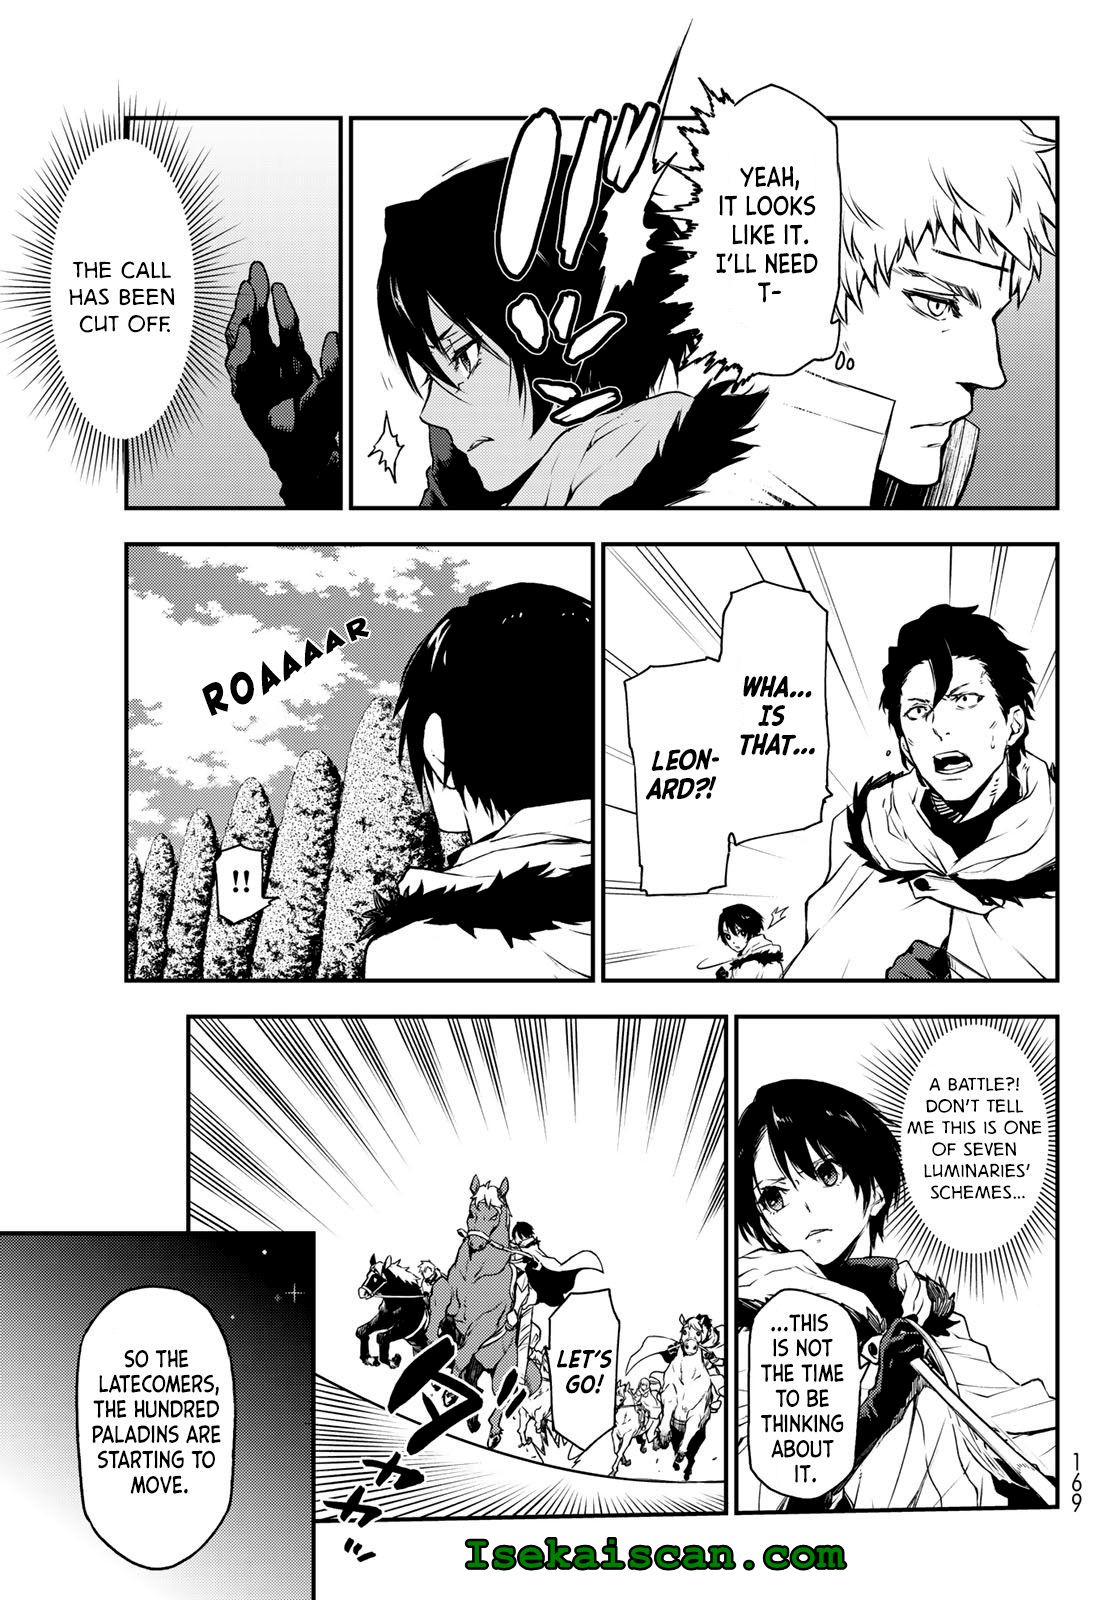 YEAH,
IT LOOKS
LIKE IT.
I'LL NEED
T-
THE CALL
HAS BEEN
CUT OFF.
WHA...
IS
THAT...
LEON-
ARD?!
ROAAAAR
!!
A BATTLE?!
DON'T TELL
ME THIS IS ONE
OF SEVEN
LUMINARIES'
SCHEMES...
...THIS
IS NOT
THE TIME
TO BE
THINKING
ABOUT
IT.
LET'S
GO!
SO THE
LATECOMERS,
THE HUNDRED
PALADINS ARE
STARTING TO
MOVE.
169
Isekaiscan.com